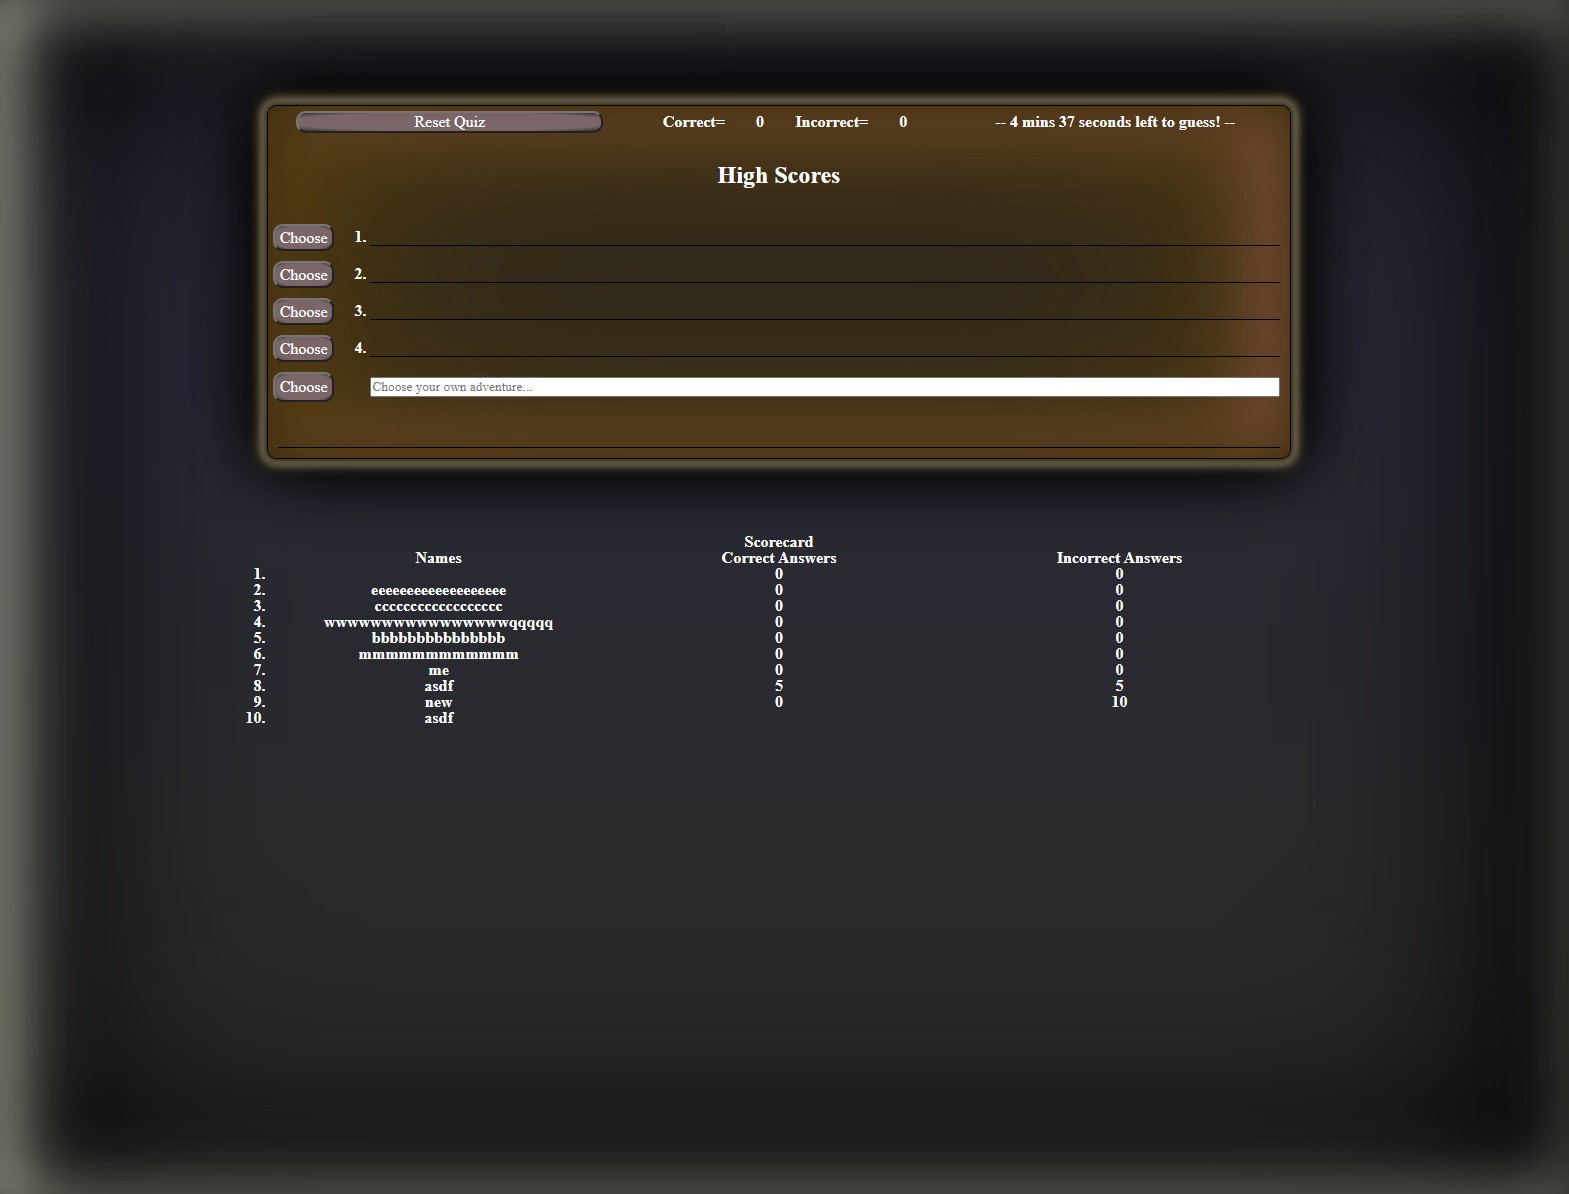 Reset Quiz Correct= 0 Incorrect= 0 -- 4 mins 37 seconds left to guess! --
High Scores
Choose 1.
Choose 2.
Choose 3.
Choose 4.
Choose Choose your own adventure...
Scorecard
Names Correct Answers Incorrect Answers
1. 0 0
2. eeeeeeeeeeeeeeeeeee 0 0
3. cccccccccccccccccc 0 0
4. wwwwwwwwwwwwwwwwqqqqq 0 0
5. bbbbbbbbbbbbbbb 0 0
6. mmmmmmmmmmmm 0 0
7. me 0 0
8. asdf 5 5
9. new 0 10
10. asdf